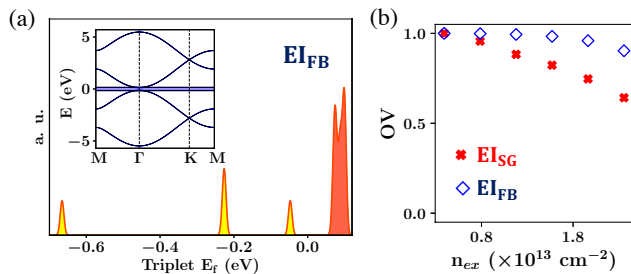 (a)
EI_FB
a. u.
E (eV)
5
0
−5
M Γ K M
−0.6 −0.4 −0.2 0.0
Triplet E_f (eV)
(b)
OV
1.0
0.5
0.0
EI_SG
EI_FB
0.8 1.8
n_ex (×10^13 cm^−2)